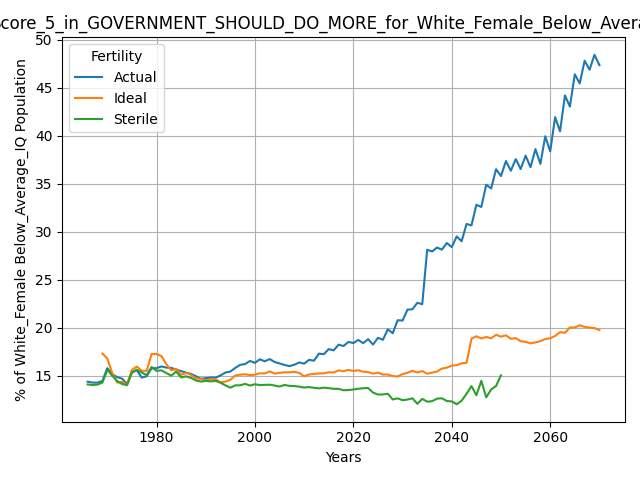 core_5_in_GOVERNMENT_SHOULD_DO_MORE_for_White_Female_Below_Avera
Fertility
Actual
Ideal
Sterile
% of White_Female Below_Average_IQ Population
50
45
40
35
30
25
20
15
1980
2000
2020
2040
2060
Years